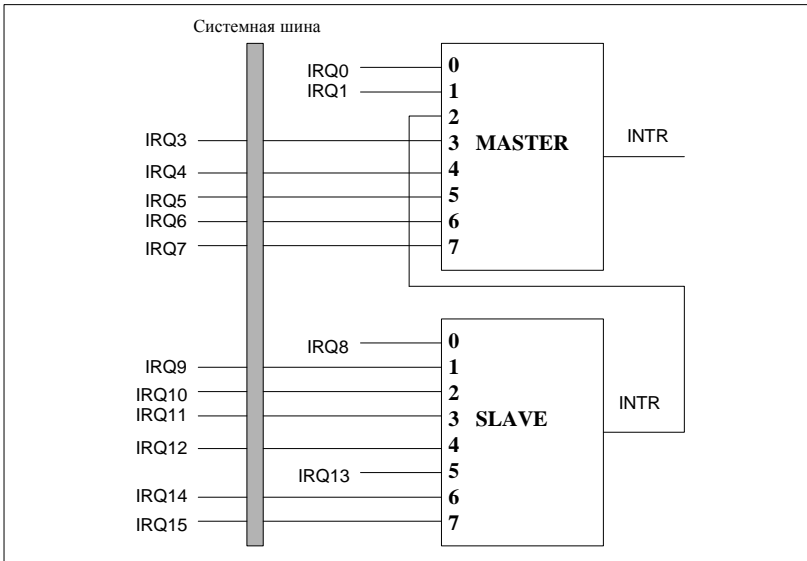 Системная шина
IRQ0 0
IRQ1 1
2
IRQ3 3 MASTER INTR
IRQ4 4
IRQ5 5
IRQ6 6
IRQ7 7
IRQ8 0
IRQ9 1
IRQ10 2
IRQ11 3 SLAVE INTR
IRQ12 4
IRQ13 5
IRQ14 6
IRQ15 7